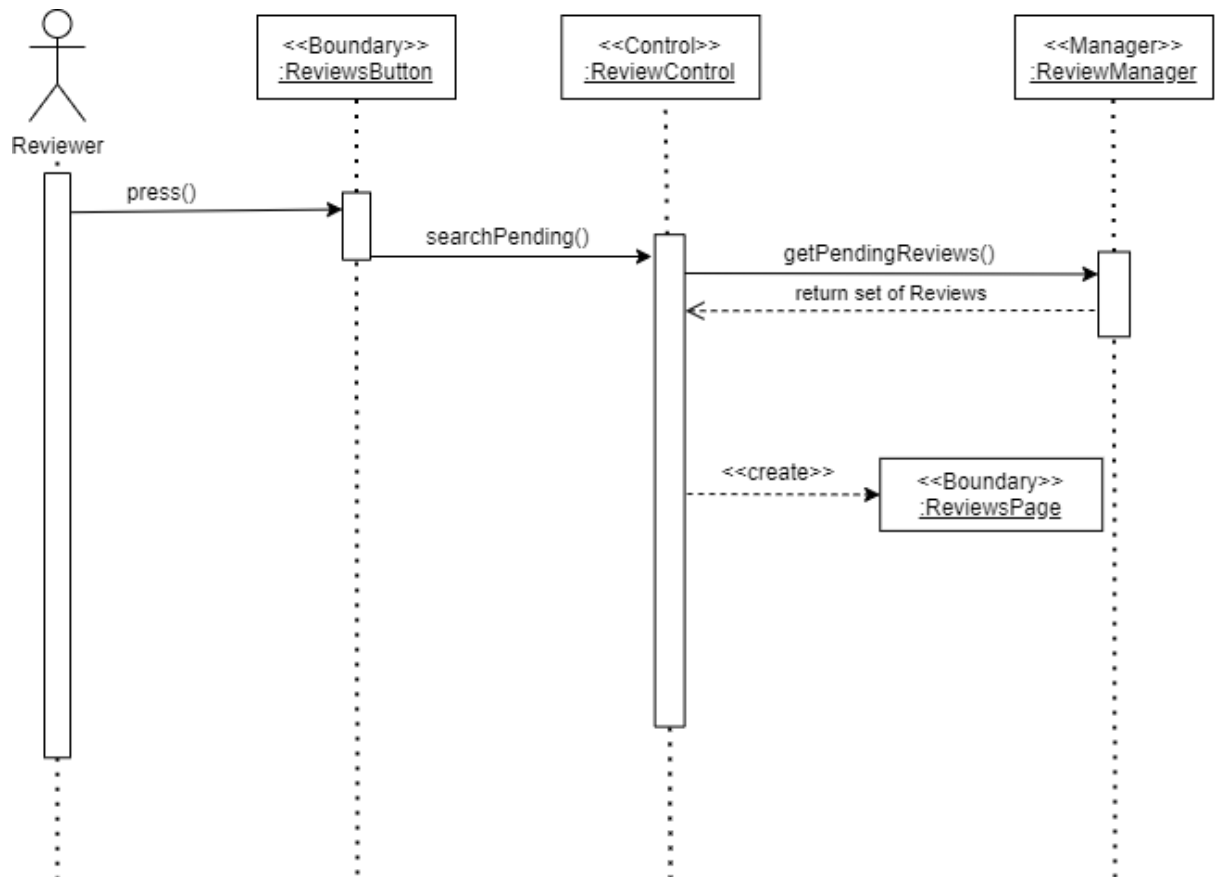 <<Boundary>>
:ReviewsButton
<<Control>>
:ReviewControl
<<Manager>>
:ReviewManager
Reviewer
press()
searchPending()
getPendingReviews()
return set of Reviews
<<create>>
<<Boundary>>
:ReviewsPage